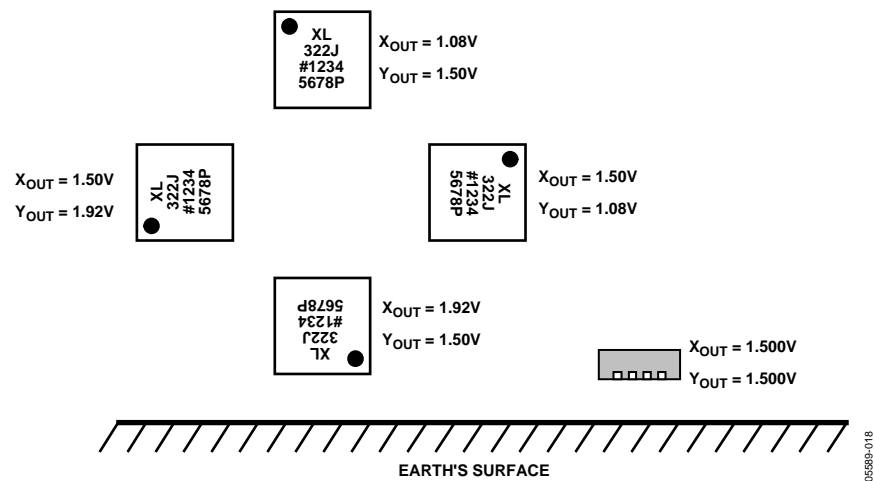 XL
322J
#1234
5678P
XOUT = 1.08V
YOUT = 1.50V
XOUT = 1.50V
YOUT = 1.92V
XL
322J
#1234
5678P
XL
322J
#1234
5678P
XOUT = 1.50V
YOUT = 1.08V
XL
322J
#1234
5678P
XOUT = 1.92V
YOUT = 1.50V
XOUT = 1.500V
YOUT = 1.500V
EARTH'S SURFACE
05589-018